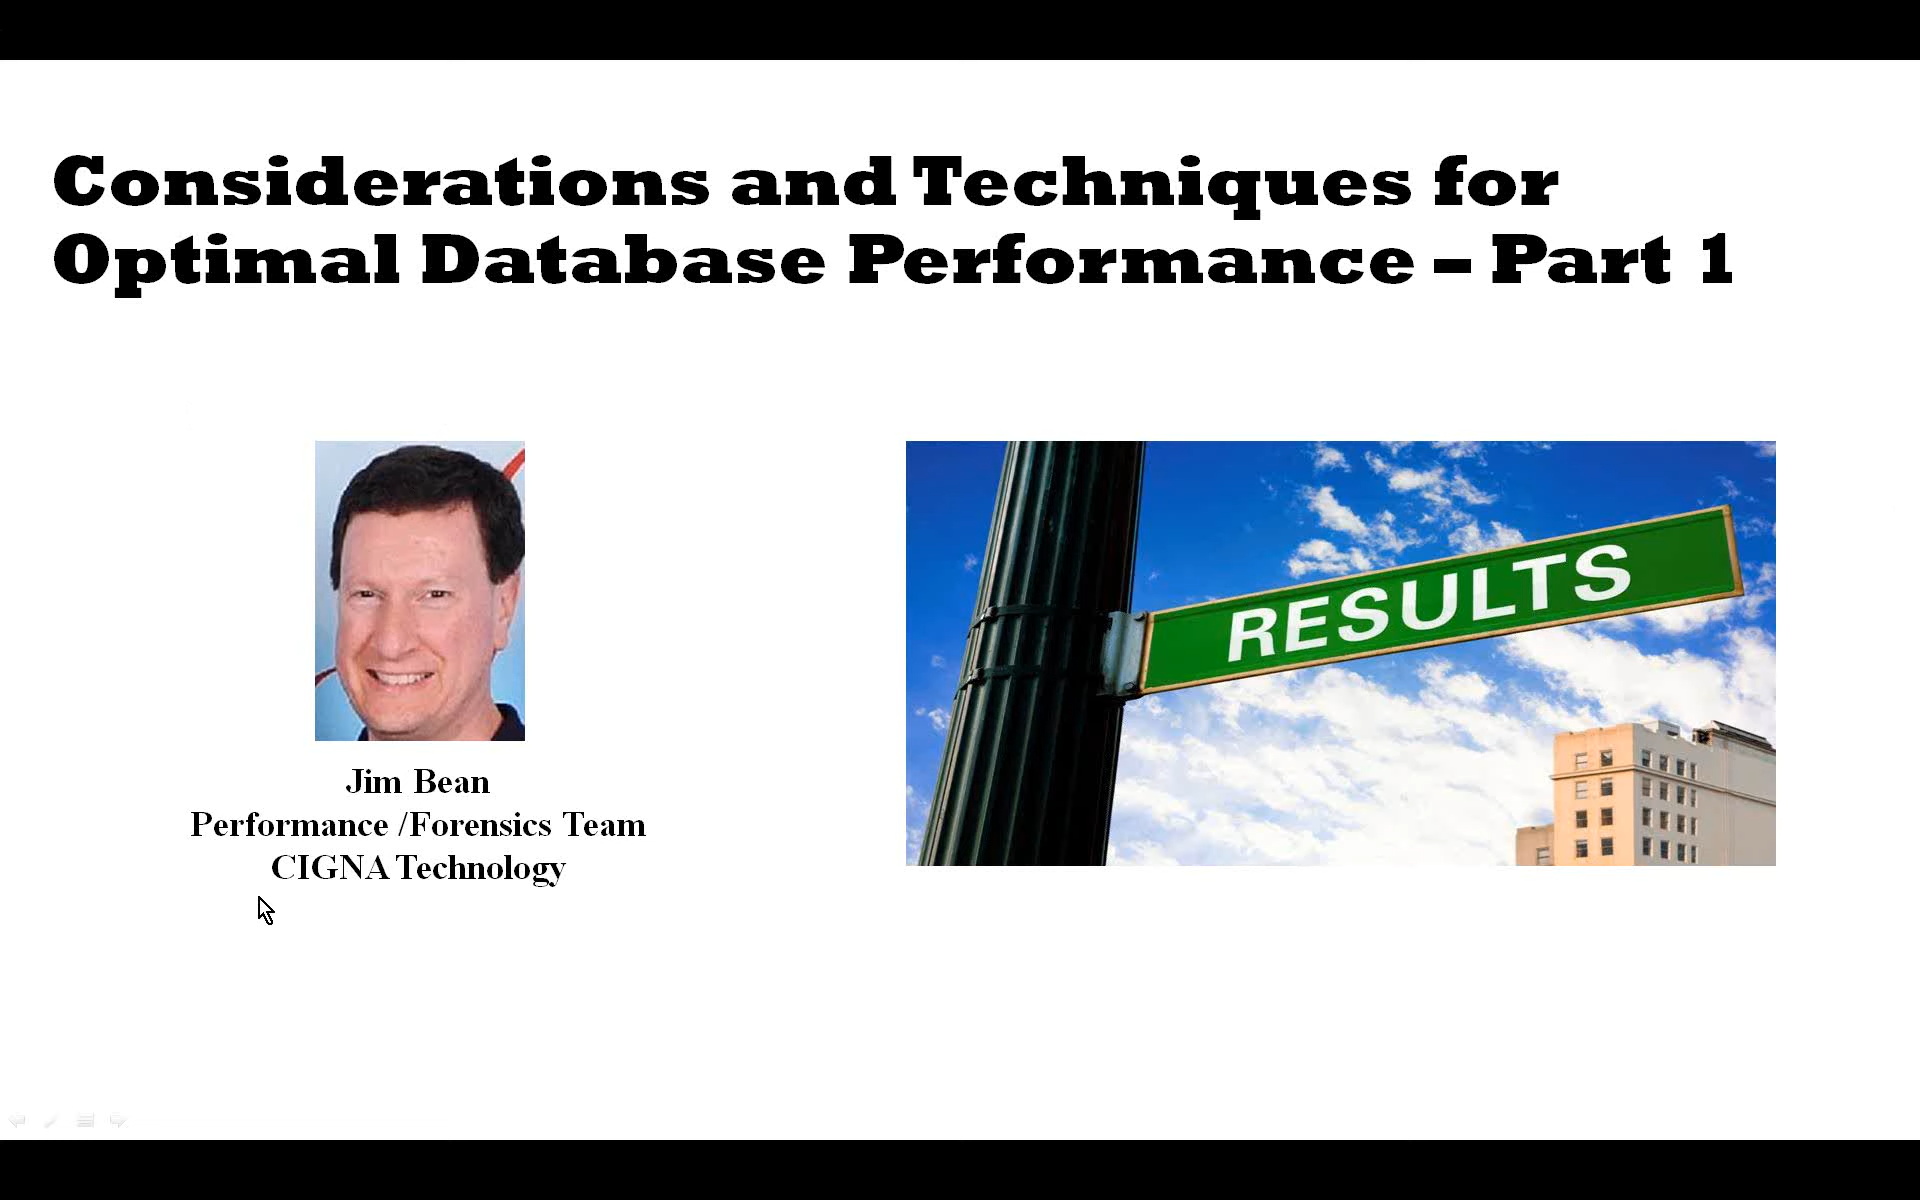 Considerations and Techniques for
Optimal Database Performance – Part 1
RESULTS
Jim Bean
Performance /Forensics Team
CIGNA Technology